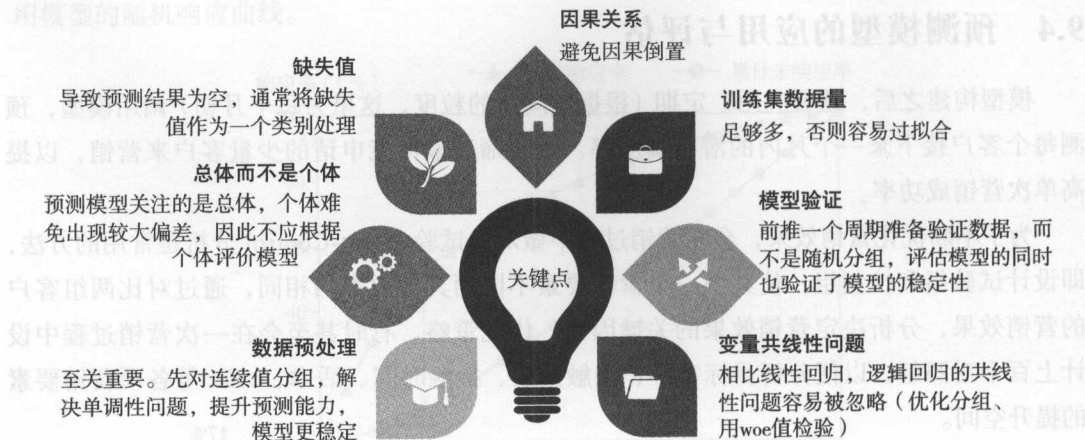 因果关系
避免因果倒置
缺失值
导致预测结果为空，通常将缺失
值作为一个类别处理
训练集数据量
足够多，否则容易过拟合
总体而不是个体
预测模型关注的是总体，个体难
免出现较大偏差，因此不应根据
个体评价模型
关键点
模型验证
前推一个周期准备验证数据，而
不是随机分组，评估模型的同时
也验证了模型的稳定性
数据预处理
至关重要。先对连续值分组，解
决单调性问题，提升预测能力，
模型更稳定
变量共线性问题
相比线性回归，逻辑回归的共线
性问题容易被忽略（优化分组、
用woe值检验）